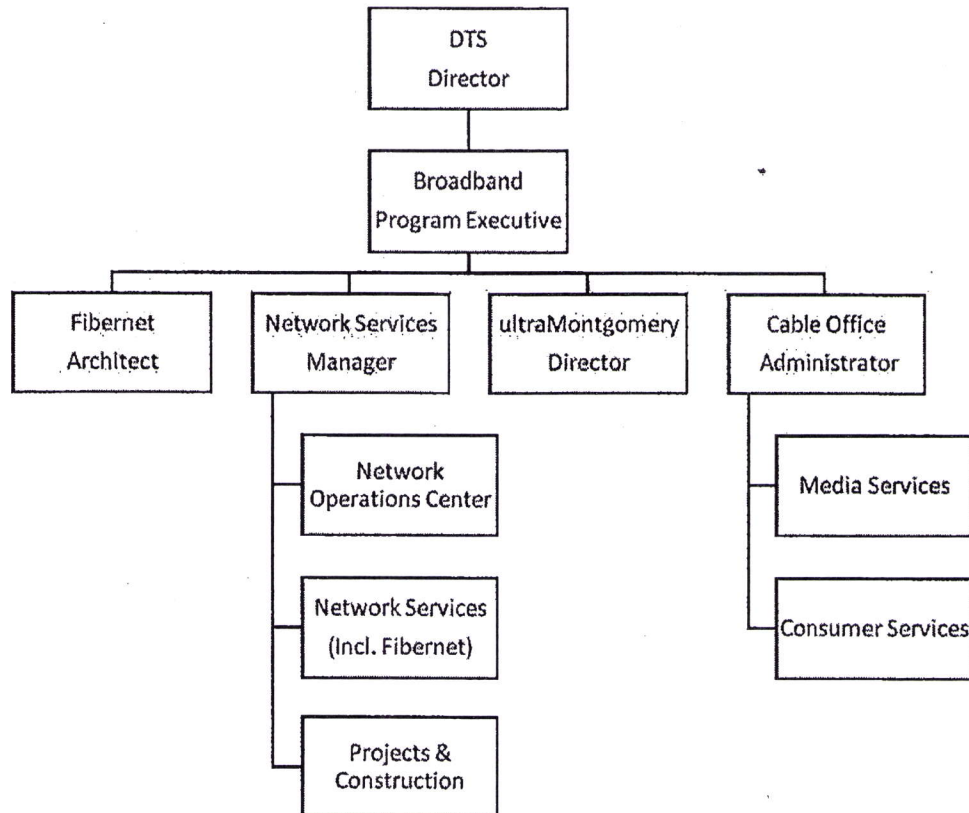 DTS
Director
Broadband
Program Executive
Fibernet
Architect
Network Services
Manager
ultraMontgomery
Director
Cable Office
Administrator
Network
Operations Center
Media Services
Network Services
(Incl. Fibernet)
Consumer Services
Projects &
Construction